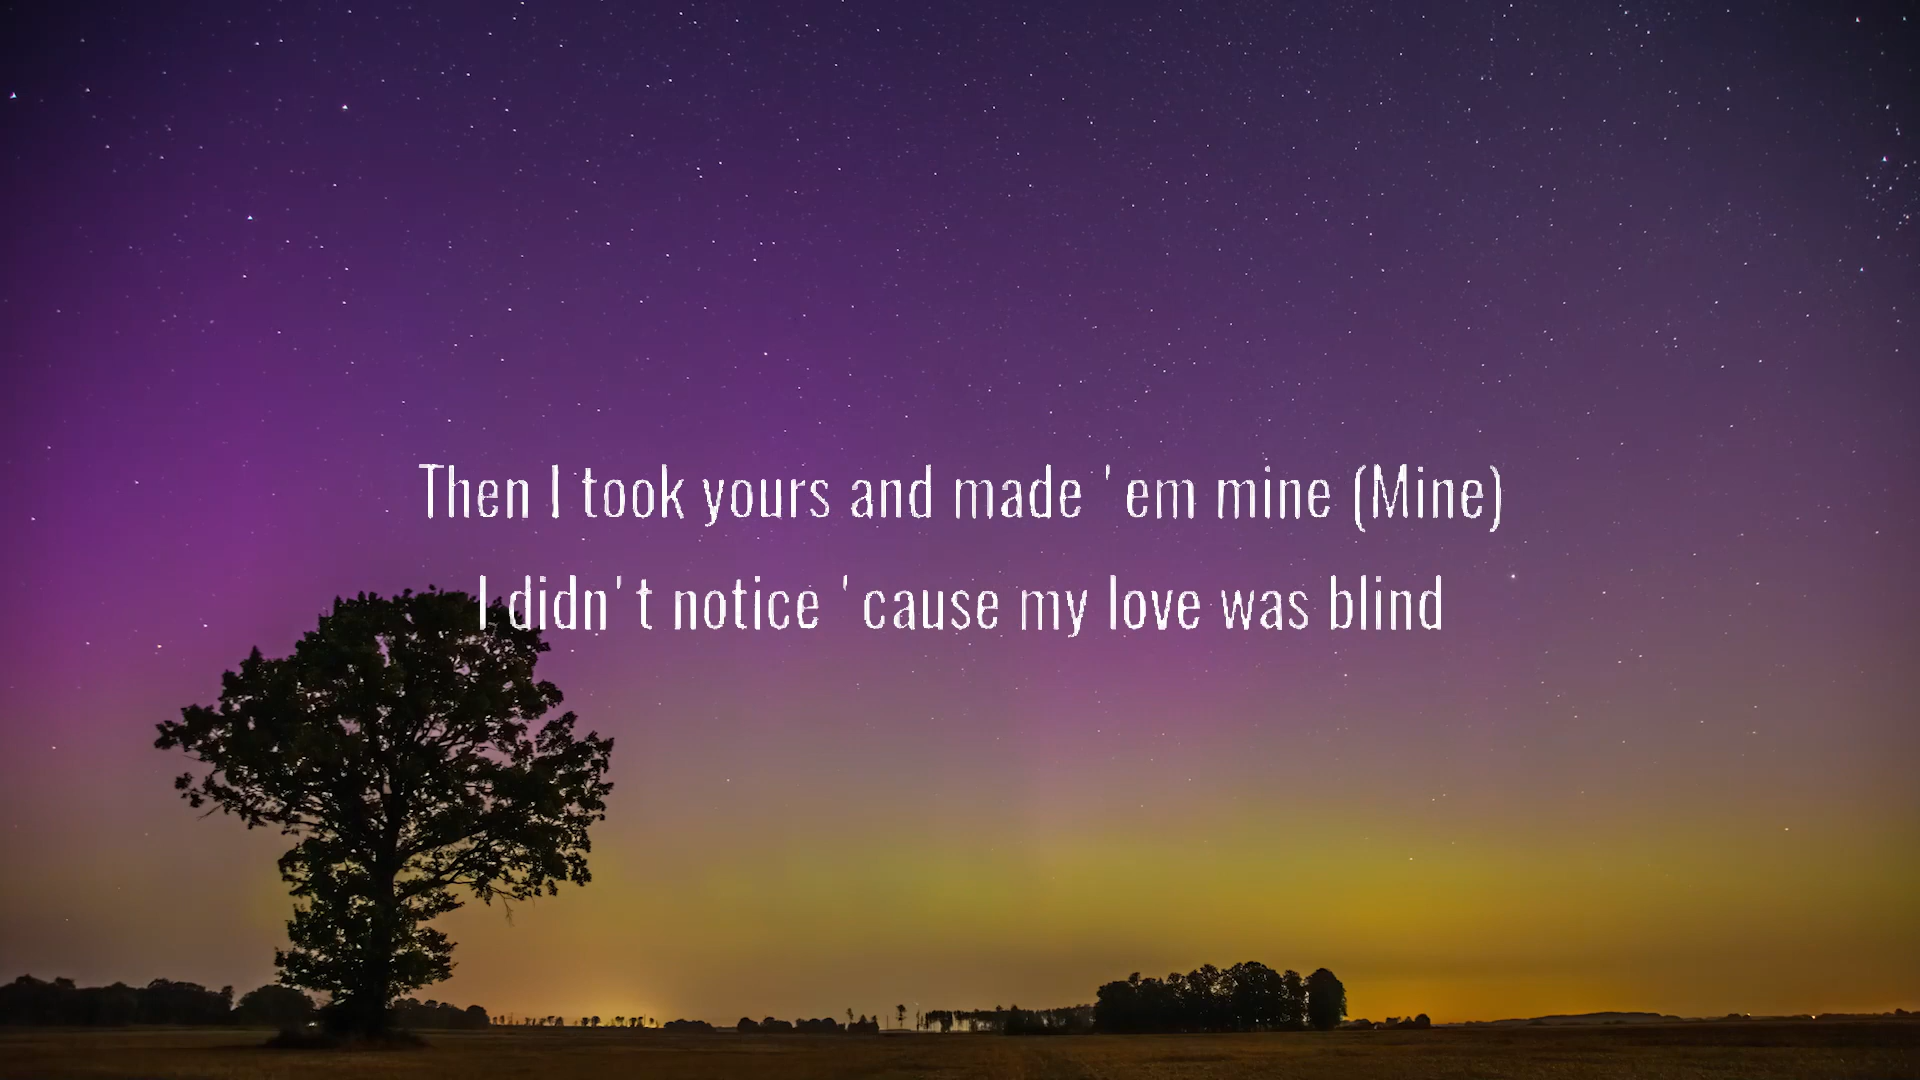 Then I took yours and made 'em mine (Mine)
I didn't notice 'cause my love was blind